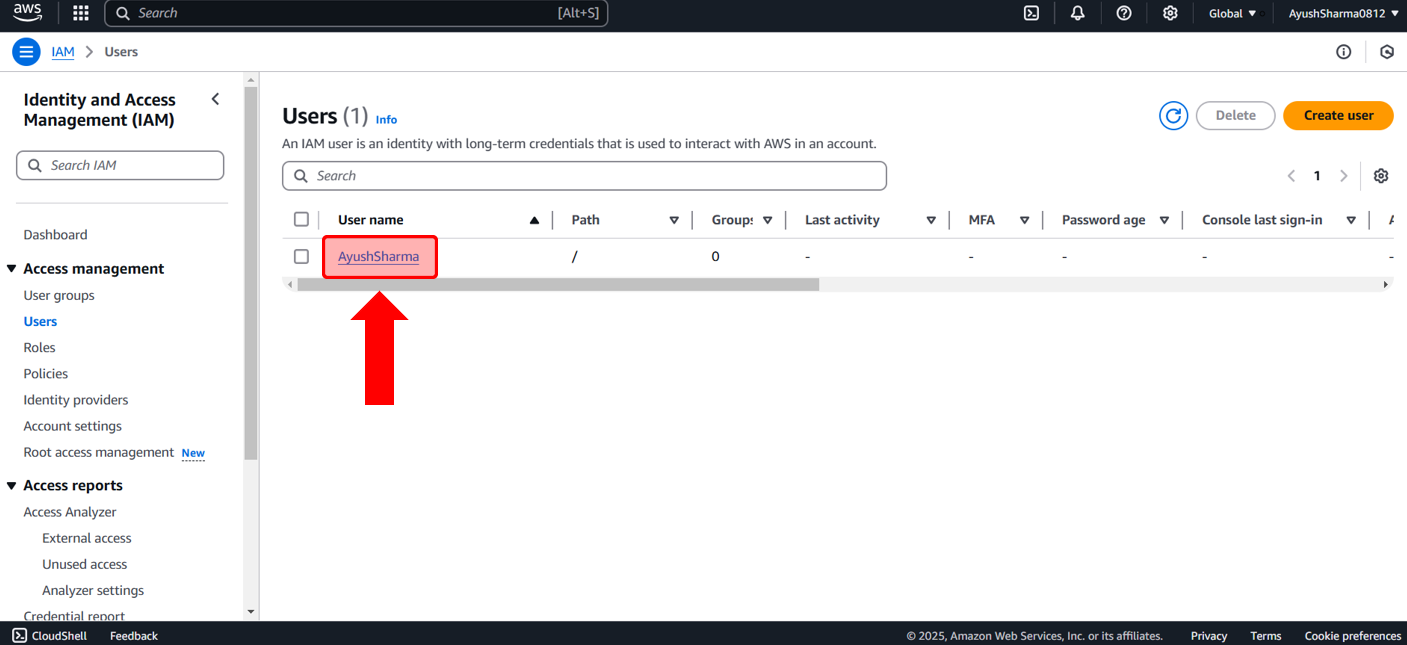 aws Search [Alt+S] Global AyushSharma0812
IAM > Users
Identity and Access
Management (IAM)
Search IAM
Dashboard
Access management
User groups
Users
Roles
Policies
Identity providers
Account settings
Root access management New
Access reports
Access Analyzer
External access
Unused access
Analyzer settings
Credential report
Users (1) Info
Delete
Create user
An IAM user is an identity with long-term credentials that is used to interact with AWS in an account.
Search
1
User name Path Groups Last activity MFA Password age Console last sign-in A
AyushSharma / 0 - - - - -
CloudShell Feedback © 2025, Amazon Web Services, Inc. or its affiliates. Privacy Terms Cookie preferences